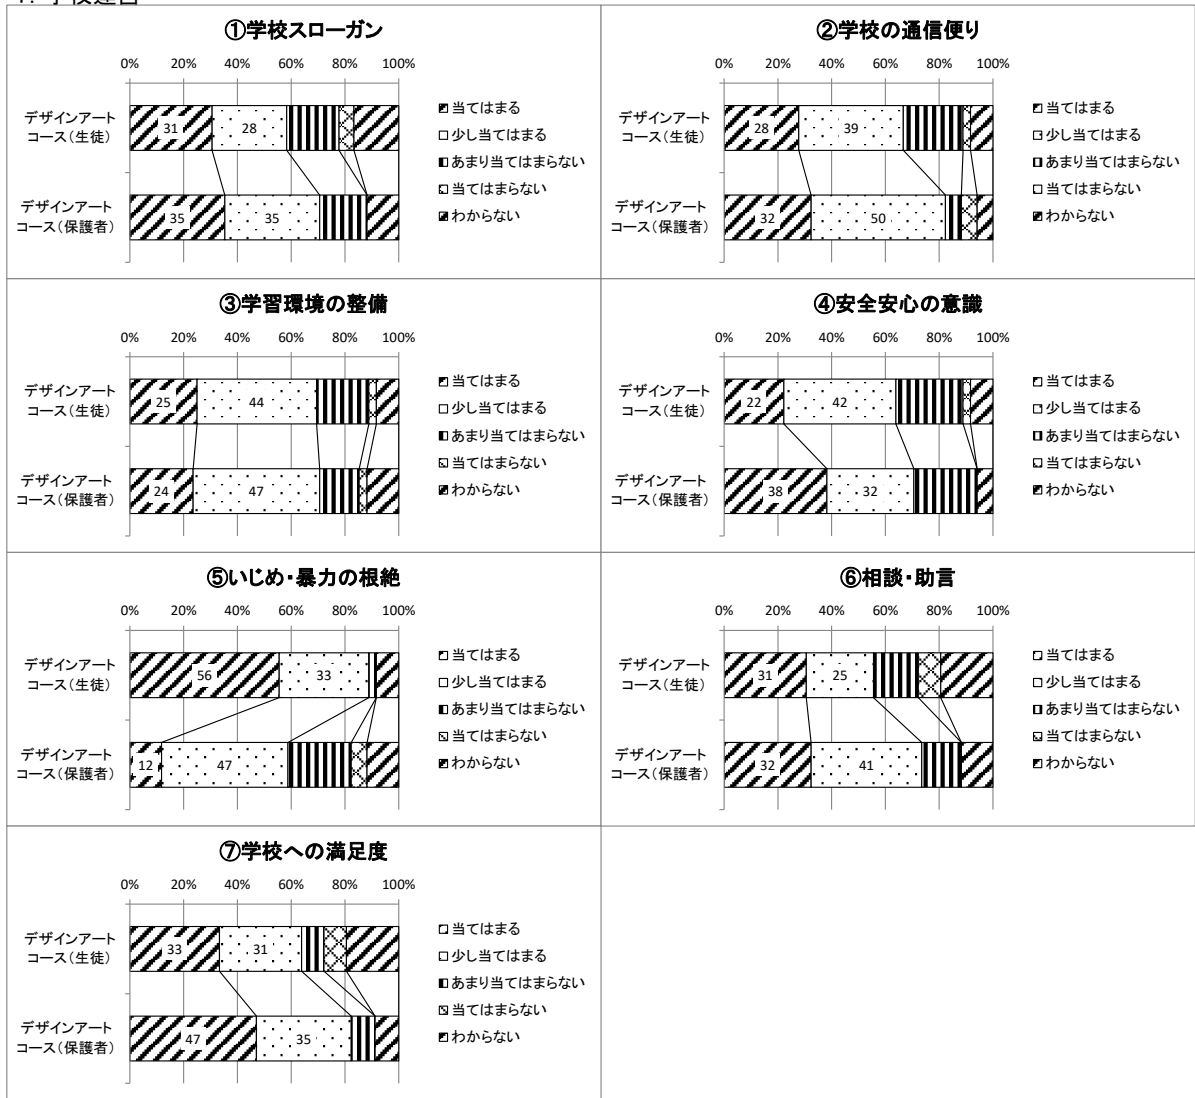 ①学校スローガン
0% 20% 40% 60% 80% 100%
デザインアート
コース(生徒)
31 28
デザインアート
コース(保護者)
35 35
当てはまる
少し当てはまる
あまり当てはまらない
当てはまらない
わからない
②学校の通信便り
0% 20% 40% 60% 80% 100%
デザインアート
コース(生徒)
28 39
デザインアート
コース(保護者)
32 50
当てはまる
少し当てはまる
あまり当てはまらない
当てはまらない
わからない
③学習環境の整備
0% 20% 40% 60% 80% 100%
デザインアート
コース(生徒)
25 44
デザインアート
コース(保護者)
24 47
当てはまる
少し当てはまる
あまり当てはまらない
当てはまらない
わからない
④安全安心の意識
0% 20% 40% 60% 80% 100%
デザインアート
コース(生徒)
22 42
デザインアート
コース(保護者)
38 32
当てはまる
少し当てはまる
あまり当てはまらない
当てはまらない
わからない
⑤いじめ・暴力の根絶
0% 20% 40% 60% 80% 100%
デザインアート
コース(生徒)
56 33
デザインアート
コース(保護者)
12 47
当てはまる
少し当てはまる
あまり当てはまらない
当てはまらない
わからない
⑥相談・助言
0% 20% 40% 60% 80% 100%
デザインアート
コース(生徒)
31 25
デザインアート
コース(保護者)
32 41
当てはまる
少し当てはまる
あまり当てはまらない
当てはまらない
わからない
⑦学校への満足度
0% 20% 40% 60% 80% 100%
デザインアート
コース(生徒)
33 31
デザインアート
コース(保護者)
47 35
当てはまる
少し当てはまる
あまり当てはまらない
当てはまらない
わからない